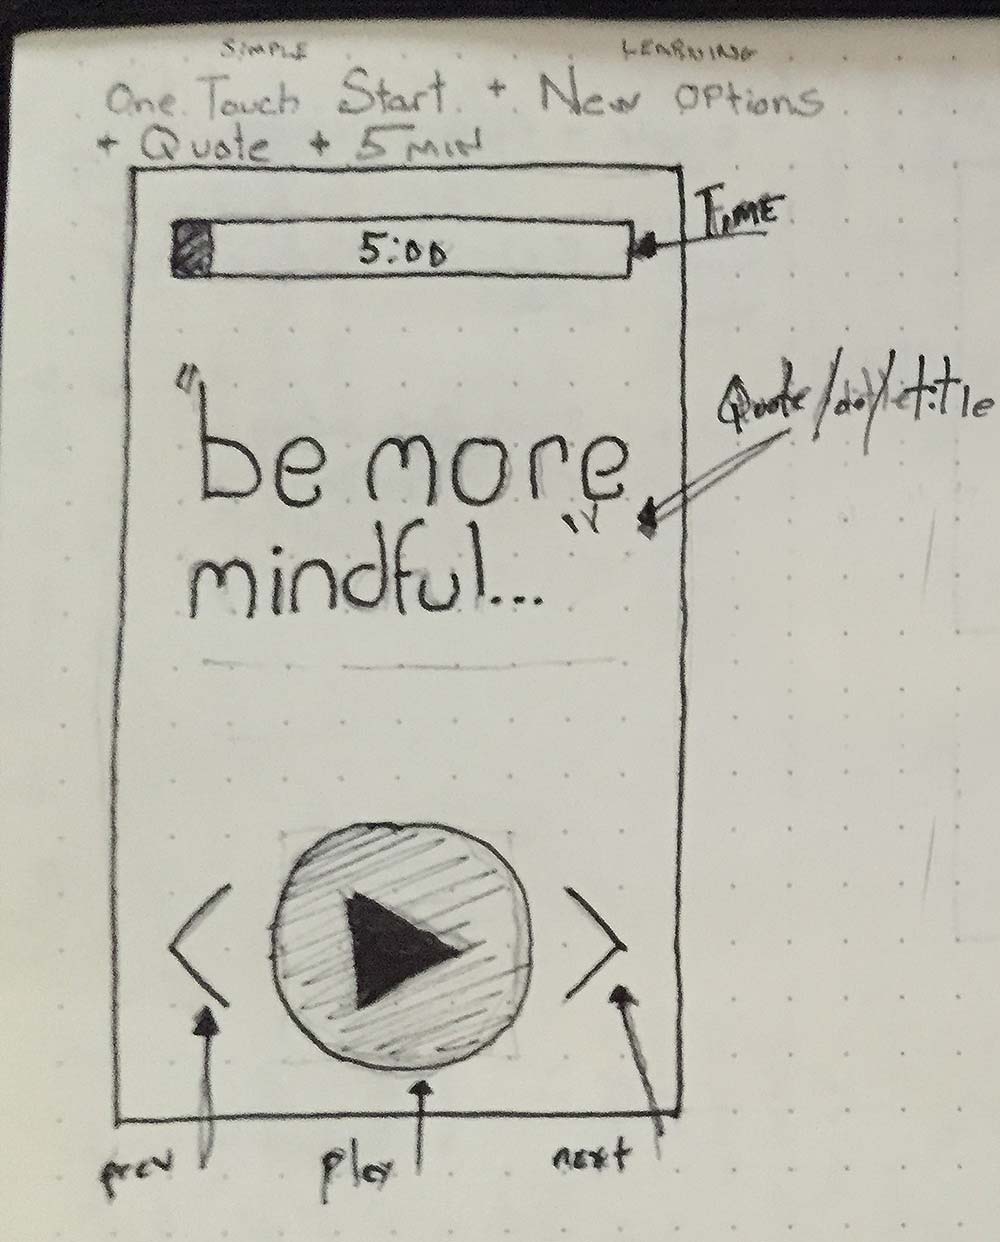 SIMPLE LEARNING
One Touch Start + New options
+ Quote + 5 MIN
5:00
TIME
"be more
mindful..."
Quote/ /title
prev play next